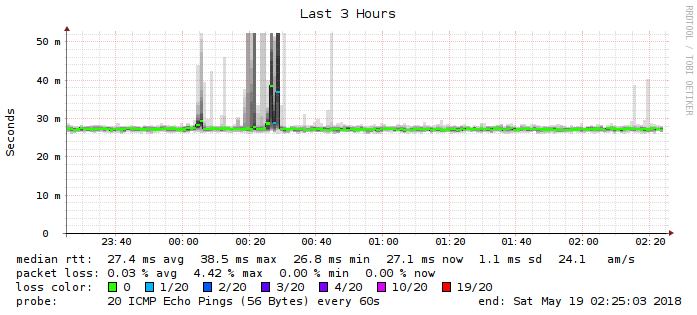 Last 3 Hours
RRDTOOL / TOBI OETIKER
Seconds
50 m
40 m
30 m
20 m
10 m
0
23:40 00:00 00:20 00:40 01:00 01:20 01:40 02:00 02:20
median rtt: 27.4 ms avg 38.5 ms max 26.8 ms min 27.1 ms now 1.1 ms sd 24.1 am/s
packet loss: 0.03 % avg 4.42 % max 0.00 % min 0.00 % now
loss color: 0 1/20 2/20 3/20 4/20 10/20 19/20
probe: 20 ICMP Echo Pings (56 Bytes) every 60s end: Sat May 19 02:25:03 2018